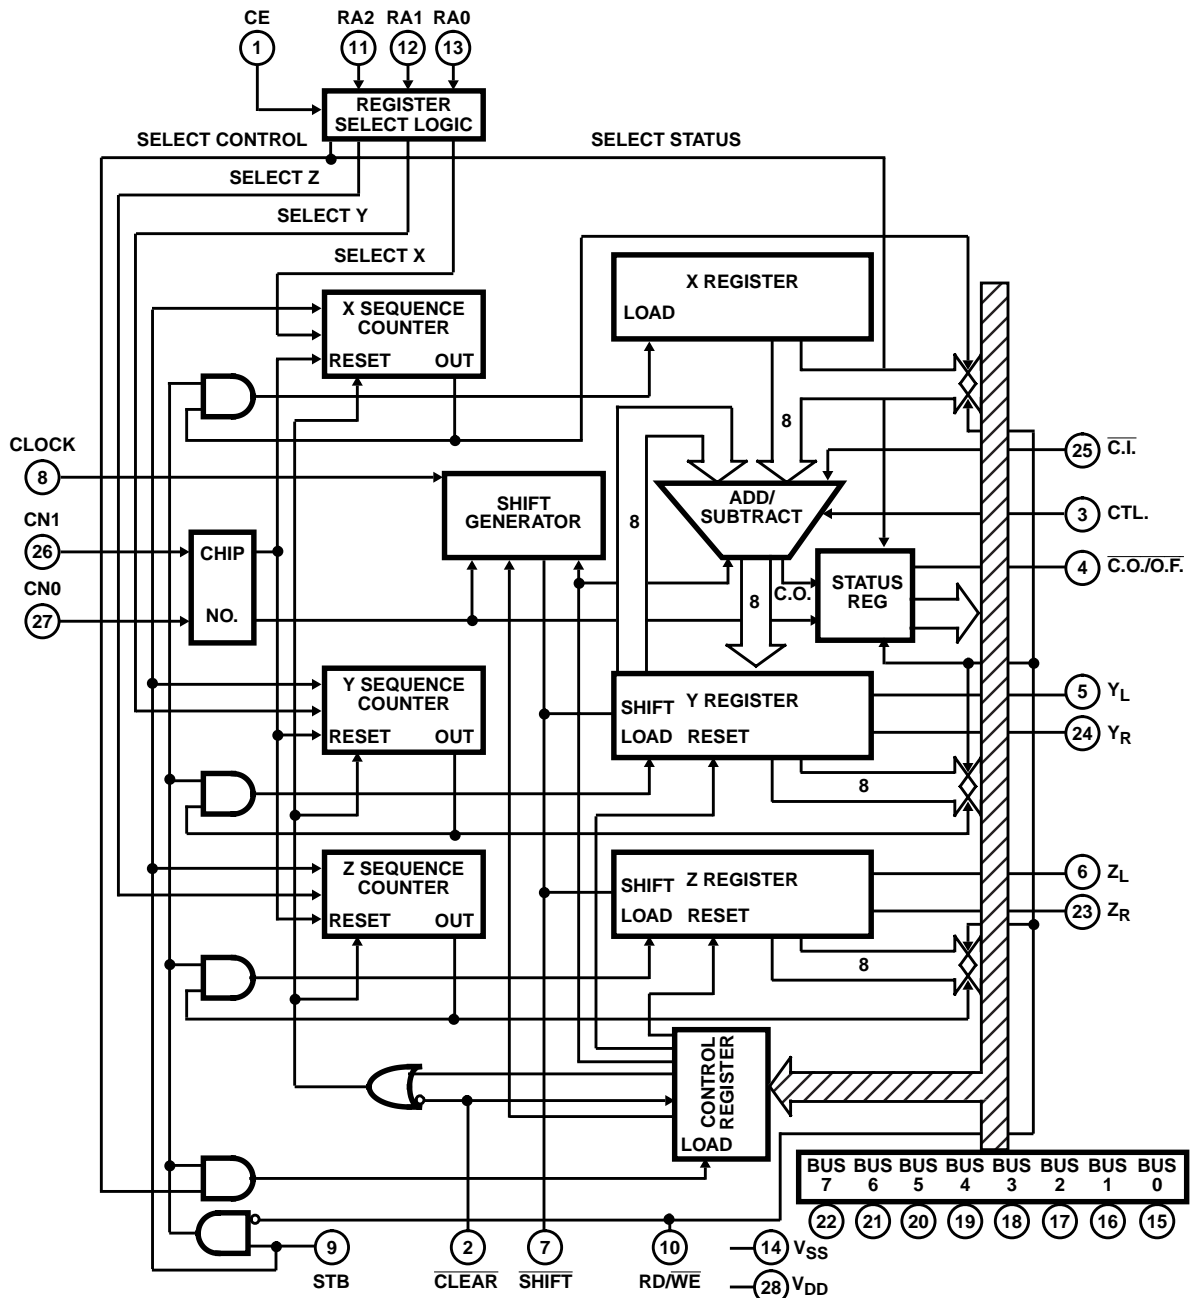 CE RA2 RA1 RA0
1 11 12 13
REGISTER
SELECT LOGIC
SELECT CONTROL
SELECT STATUS
SELECT Z
SELECT Y
SELECT X
X SEQUENCE
COUNTER
RESET OUT
X REGISTER
LOAD
8
CLOCK
8
CN1
26
CN0
27
CHIP
NO.
SHIFT
GENERATOR
8
ADD/
SUBTRACT
8
C.O.
STATUS
REG
25 C.I.
3 CTL.
4 C.O./O.F.
Y SEQUENCE
COUNTER
RESET OUT
SHIFT Y REGISTER
LOAD RESET
8
5 YL
24 YR
Z SEQUENCE
COUNTER
RESET OUT
SHIFT Z REGISTER
LOAD RESET
8
6 ZL
23 ZR
CONTROL
REGISTER
LOAD
BUS BUS BUS BUS BUS BUS BUS BUS
7 6 5 4 3 2 1 0
22 21 20 19 18 17 16 15
9 2 7 10
STB CLEAR SHIFT RD/WE
14 VSS
28 VDD